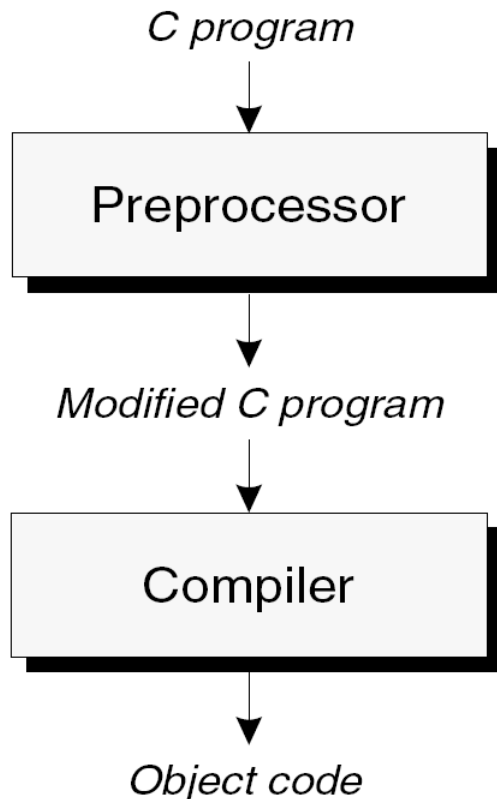 C program
Preprocessor
Modified C program
Compiler
Object code